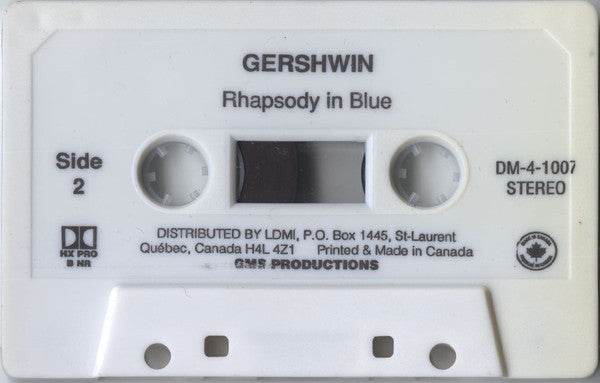 GERSHWIN
Rhapsody in Blue
Side
2
DM-4-1007
STEREO
HX PRO
B NR
DISTRIBUTED BY LDMI, P.O. Box 1445, St-Laurent
Québec, Canada H4L 4Z1 Printed & Made in Canada
GMS PRODUCTIONS